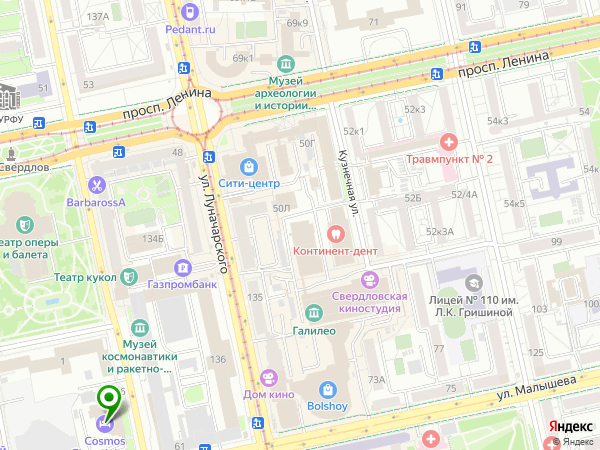 137А
Pedant.ru
69к9
71
69к1
51
53
Музей
археологии
и истории...
просп. Ленина
просп. Ленина
УРФУ
52к4
54к3
52к1
Свердлов
48
50Г
Травмпункт № 2
Сити-центр
Кузнечная ул.
BarbarossA
52Б
52/4А
54к5
ул. Луначарского
50Л
Театр оперы
и балета
134Б
52к3А
99
Континент-дент
Театр кукол
Газпромбанк
Свердловская
киностудия
135
Лицей № 110 им.
Л.К. Гришиной
103
Галилео
Музей
космонавтики
и ракетно-...
136
1
125
73А
ул. Малышева
Дом кино
Bolshoy
Cosmos
61
Яндекс
© Яндекс